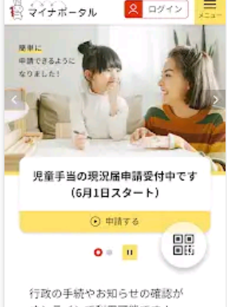 マイナポータル
ログイン
メニュー
簡単に
申請できるように
なりました！
児童手当の現況届申請受付中です
（6月1日スタート）
申請する
行政の手続やお知らせの確認が